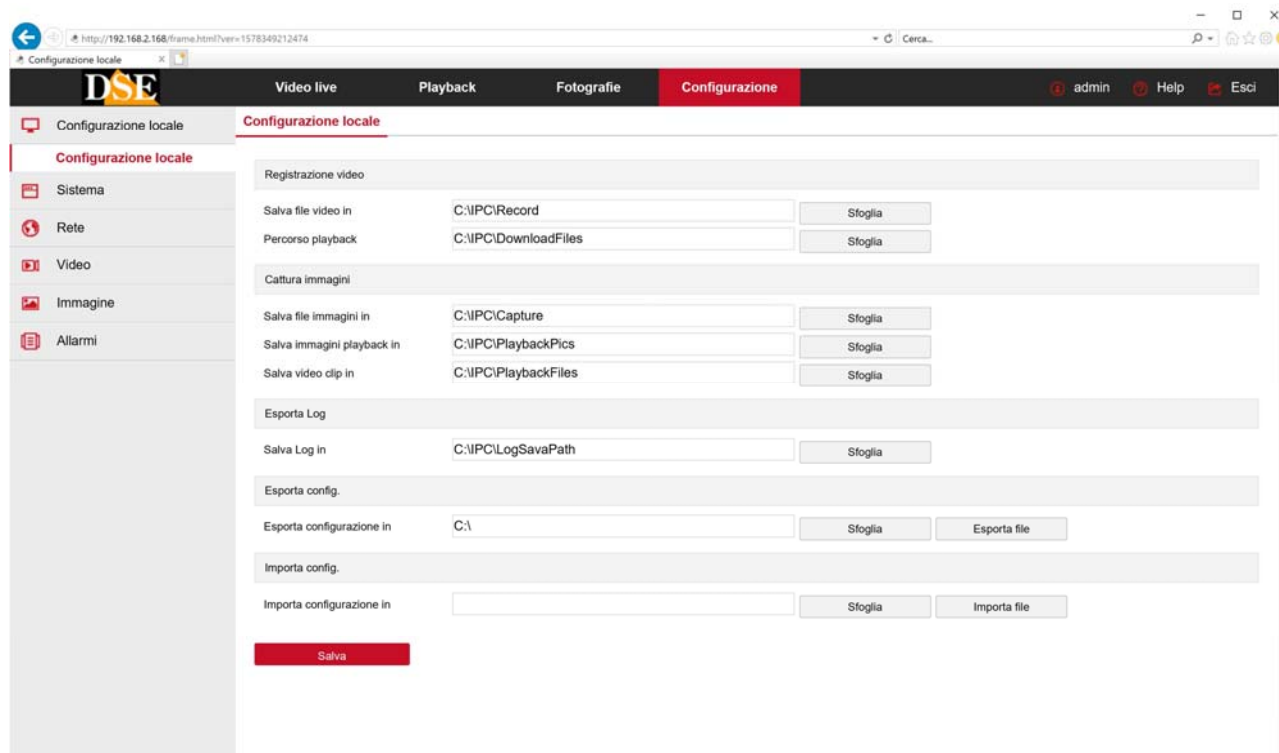 http://192.168.2.168/frame.html?ver=1578349212474
Cerca...
Configurazione locale
DSE
Video live
Playback
Fotografie
Configurazione
admin
Help
Esci
Configurazione locale
Configurazione locale
Sistema
Rete
Video
Immagine
Allarmi
Configurazione locale
Registrazione video
Salva file video in C:\IPC\Record Sfoglia
Percorso playback C:\IPC\DownloadFiles Sfoglia
Cattura immagini
Salva file immagini in C:\IPC\Capture Sfoglia
Salva immagini playback in C:\IPC\PlaybackPics Sfoglia
Salva video clip in C:\IPC\PlaybackFiles Sfoglia
Esporta Log
Salva Log in C:\IPC\LogSavaPath Sfoglia
Esporta config.
Esporta configurazione in C:\ Sfoglia Esporta file
Importa config.
Importa configurazione in Sfoglia Importa file
Salva